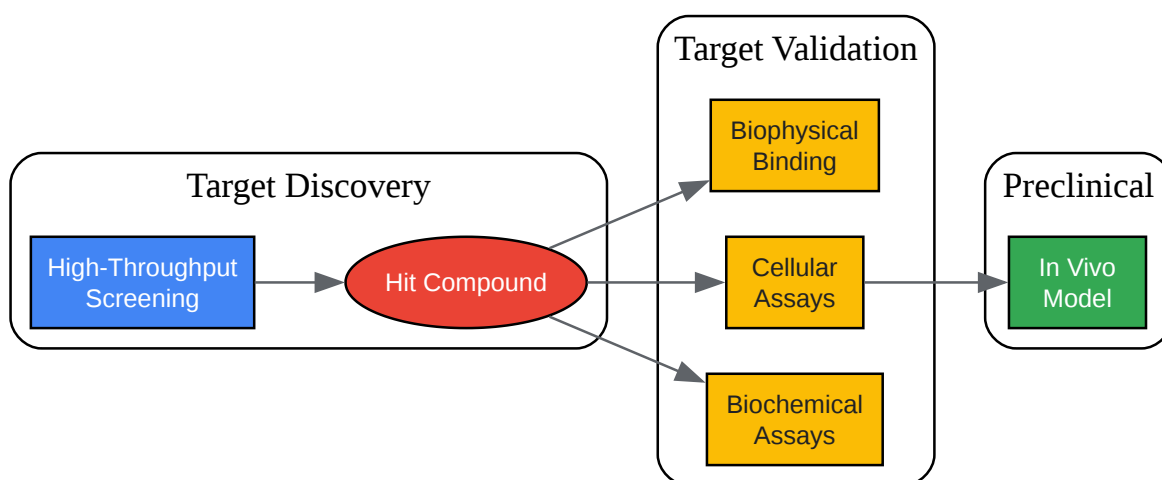 Target Discovery
High-Throughput
Screening
Hit Compound
Target Validation
Biophysical
Binding
Cellular
Assays
Biochemical
Assays
Preclinical
In Vivo
Model